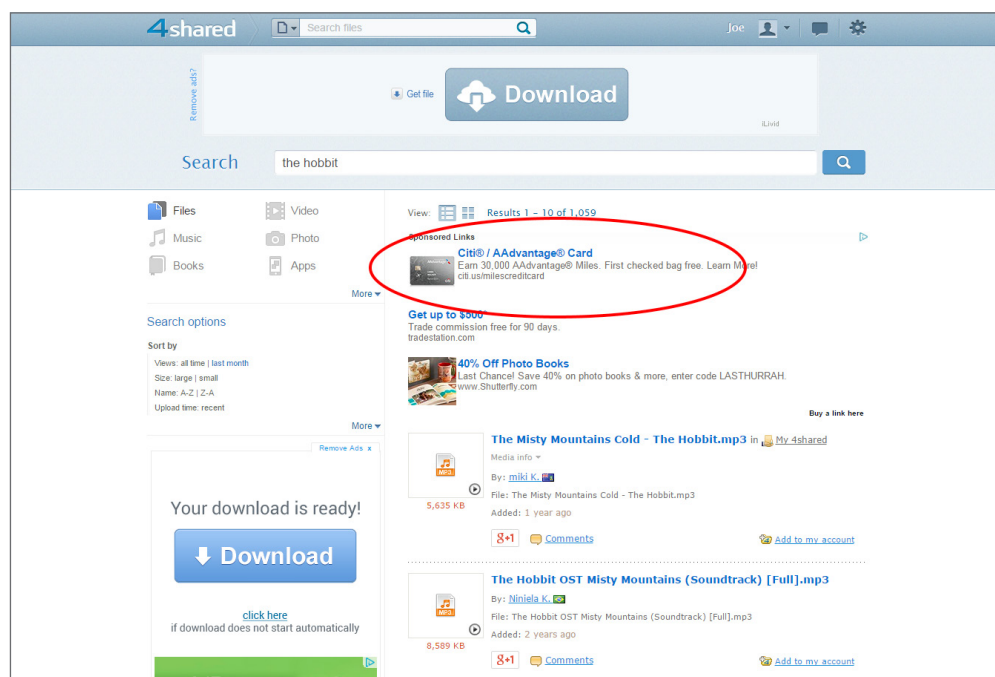 4shared
Search files
Joe
Remove ads?
Get file
Download
iLivid
Search
the hobbit
Files
Video
Music
Photo
Books
Apps
More
Search options
Sort by
Views: all time | last month
Size: large | small
Name: A-Z | Z-A
Upload time: recent
More
Remove Ads x
Your download is ready!
Download
click here
if download does not start automatically
View:
Results 1 - 10 of 1,059
Sponsored Links
Citi® / AAdvantage® Card
Earn 30,000 AAdvantage® Miles. First checked bag free. Learn More!
citi.us/milescreditcard
Get up to $500*
Trade commission free for 90 days.
tradestation.com
40% Off Photo Books
Last Chance! Save 40% on photo books & more, enter code LASTHURRAH.
www.Shutterfly.com
Buy a link here
The Misty Mountains Cold - The Hobbit.mp3 in My 4shared
Media info
MP3
By: miki K.
File: The Misty Mountains Cold - The Hobbit.mp3
5,635 KB
Added: 1 year ago
g+1
Comments
Add to my account
The Hobbit OST Misty Mountains (Soundtrack) [Full].mp3
By: Niniela K.
MP3
File: The Hobbit OST Misty Mountains (Soundtrack) [Full].mp3
Added: 2 years ago
8,589 KB
g+1
Comments
Add to my account